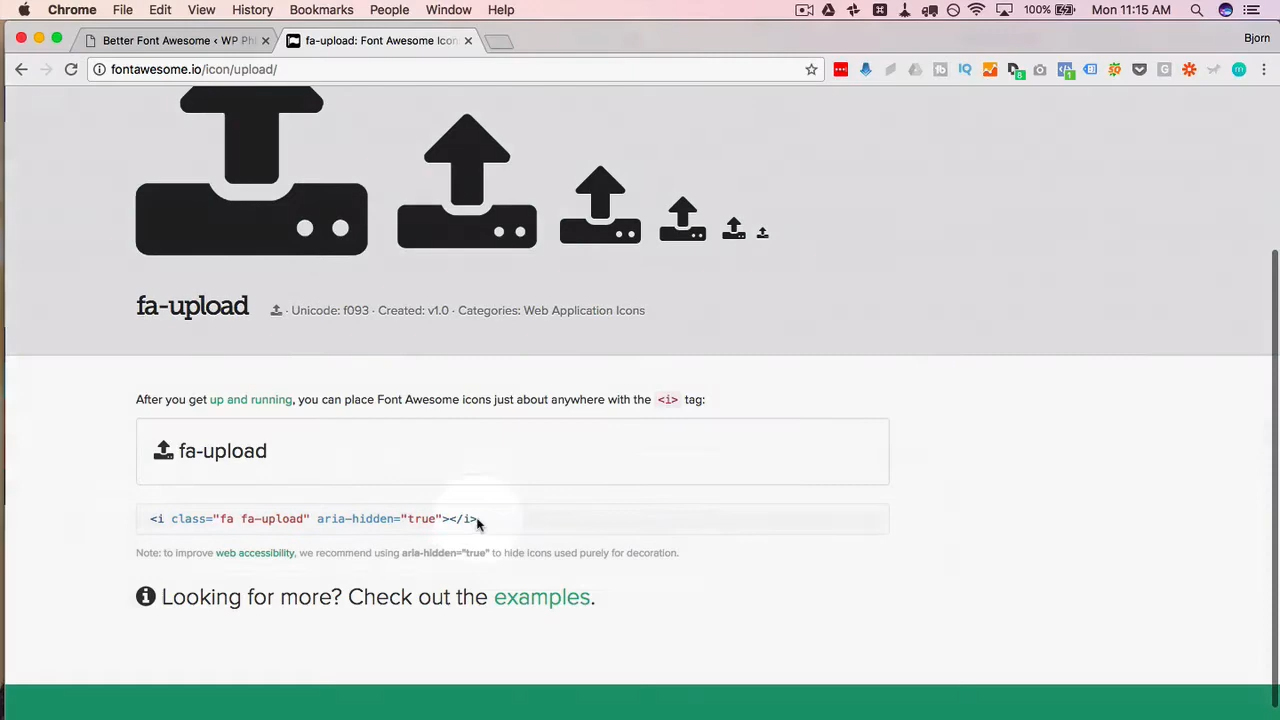 Chrome File Edit View History Bookmarks People Window Help 100% Mon 11:15 AM
Better Font Awesome ‹ WP Ph
fa-upload: Font Awesome Icon
Bjorn
fontawesome.io/icon/upload/
fa-upload · Unicode: f093 · Created: v1.0 · Categories: Web Application Icons
After you get up and running, you can place Font Awesome icons just about anywhere with the <i> tag:
fa-upload
<i class="fa fa-upload" aria-hidden="true"></i>
Note: to improve web accessibility, we recommend using aria-hidden="true" to hide icons used purely for decoration.
Looking for more? Check out the examples.